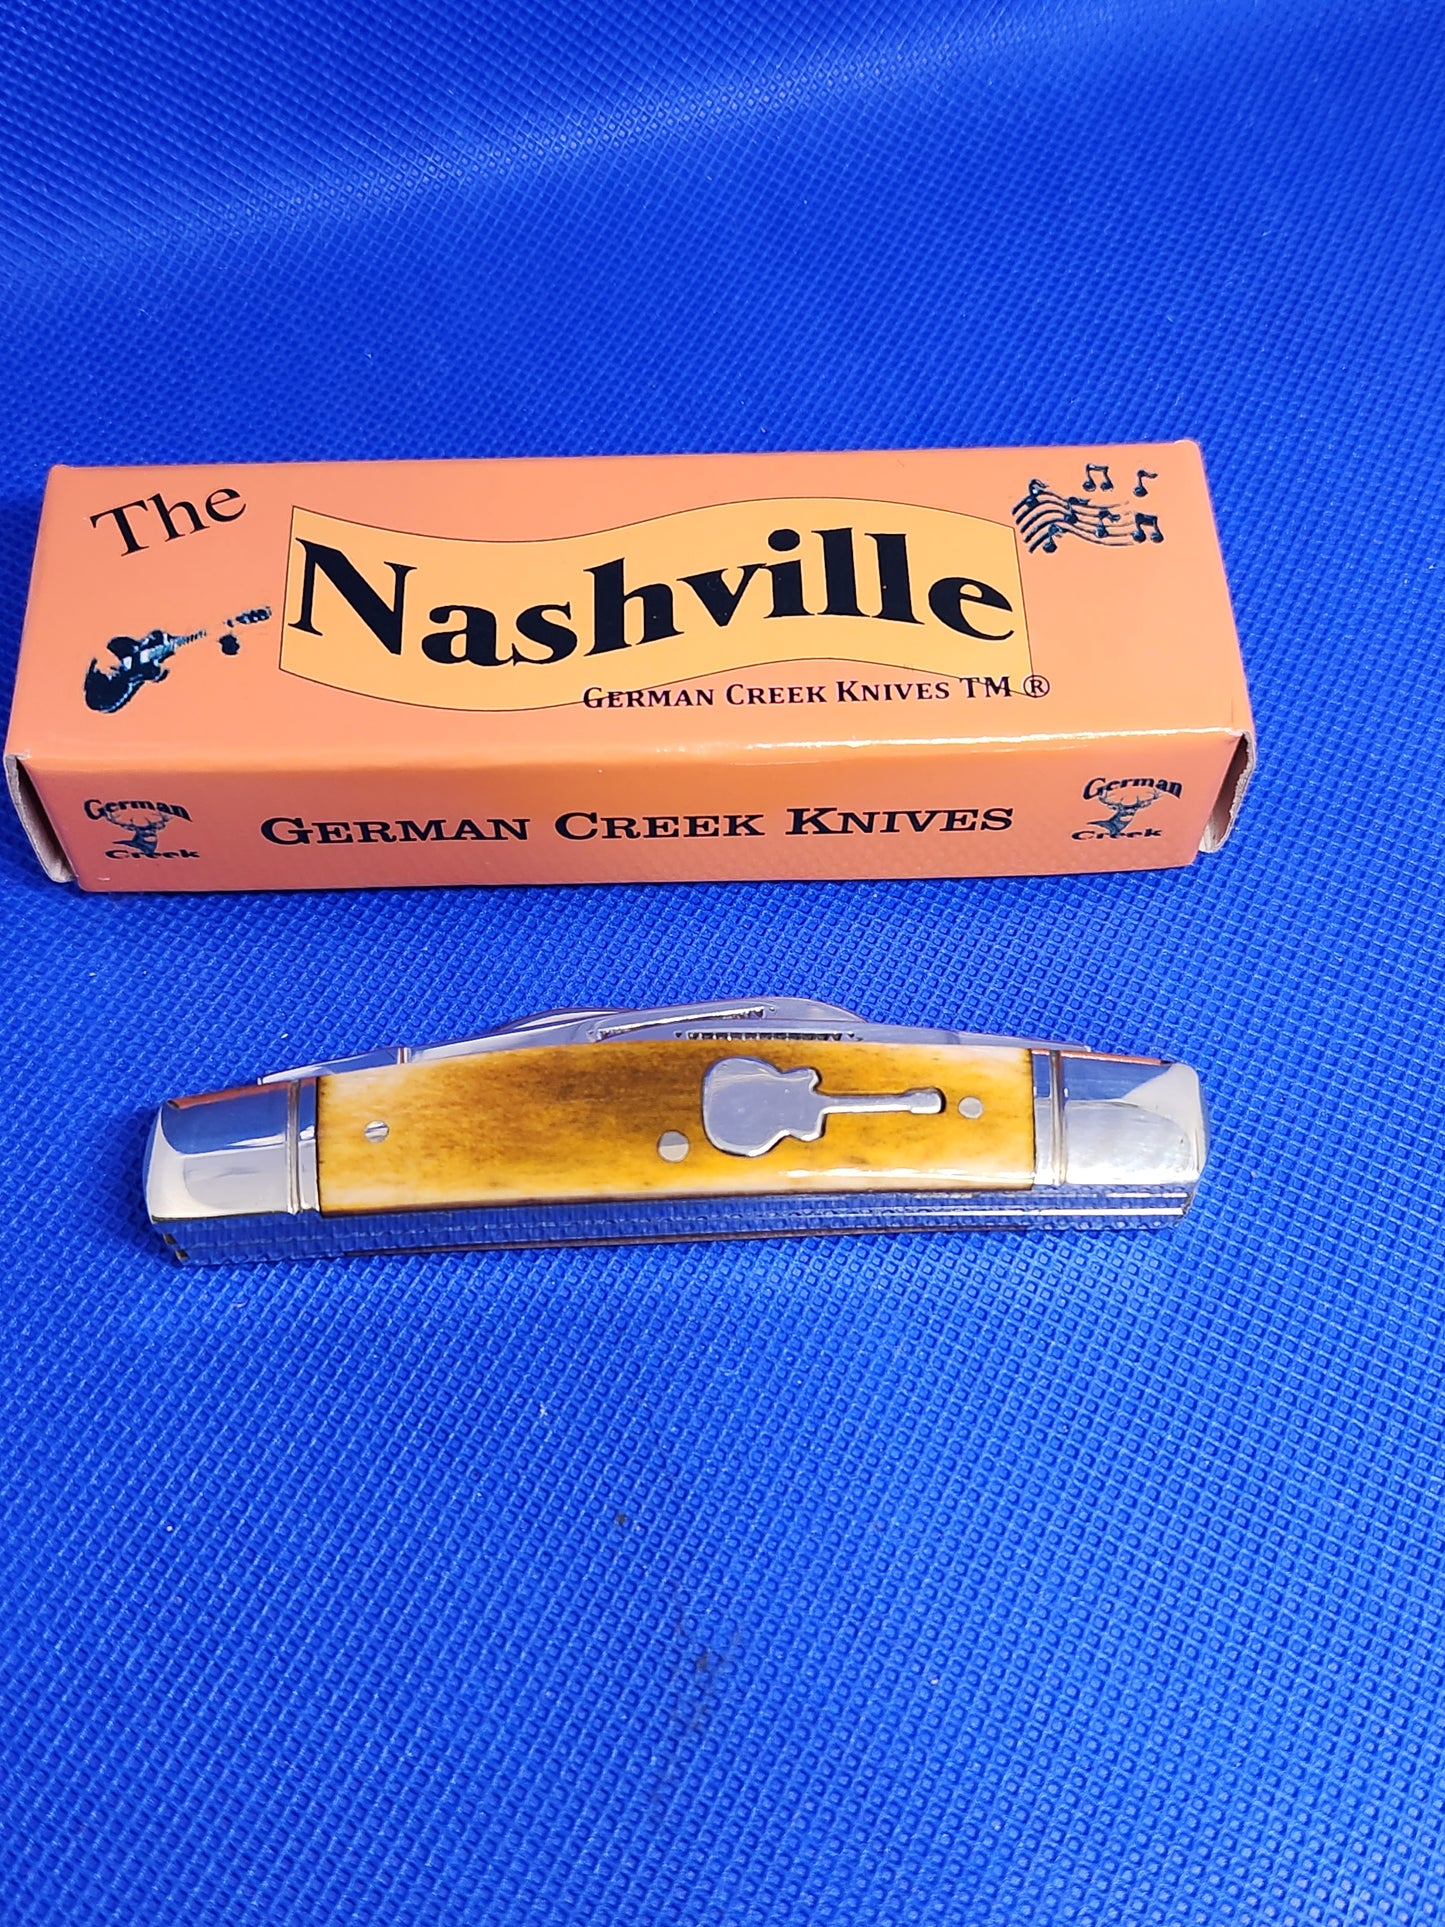 The
Nashville
German Creek Knives TM ®
German
Creek
German Creek Knives
German
Creek